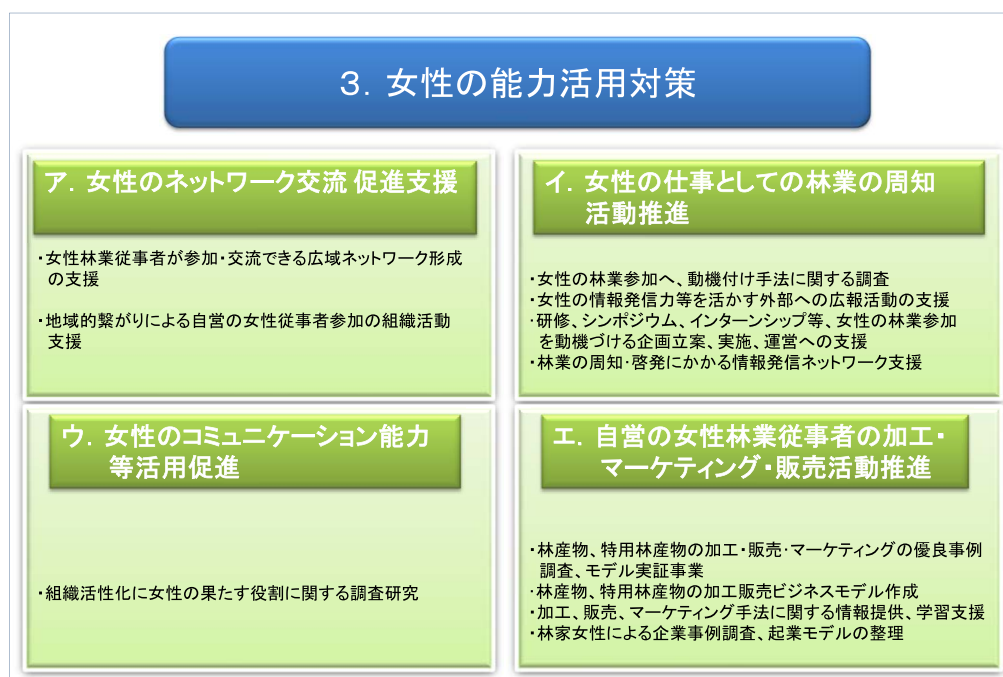 ３．女性の能力活用対策
ア．女性のネットワーク交流 促進支援
・女性林業従事者が参加・交流できる広域ネットワーク形成
の支援
・地域的繋がりによる自営の女性従事者参加の組織活動
支援
イ．女性の仕事としての林業の周知
活動推進
・女性の林業参加へ、動機付け手法に関する調査
・女性の情報発信力等を活かす外部への広報活動の支援
・研修、シンポジウム、インターンシップ等、女性の林業参加
を動機づける企画立案、実施、運営への支援
・林業の周知・啓発にかかる情報発信ネットワーク支援
ウ．女性のコミュニケーション能力
等活用促進
・組織活性化に女性の果たす役割に関する調査研究
エ．自営の女性林業従事者の加工・
マーケティング・販売活動推進
・林産物、特用林産物の加工・販売・マーケティングの優良事例
調査、モデル実証事業
・林産物、特用林産物の加工販売ビジネスモデル作成
・加工、販売、マーケティング手法に関する情報提供、学習支援
・林家女性による企業事例調査、起業モデルの整理